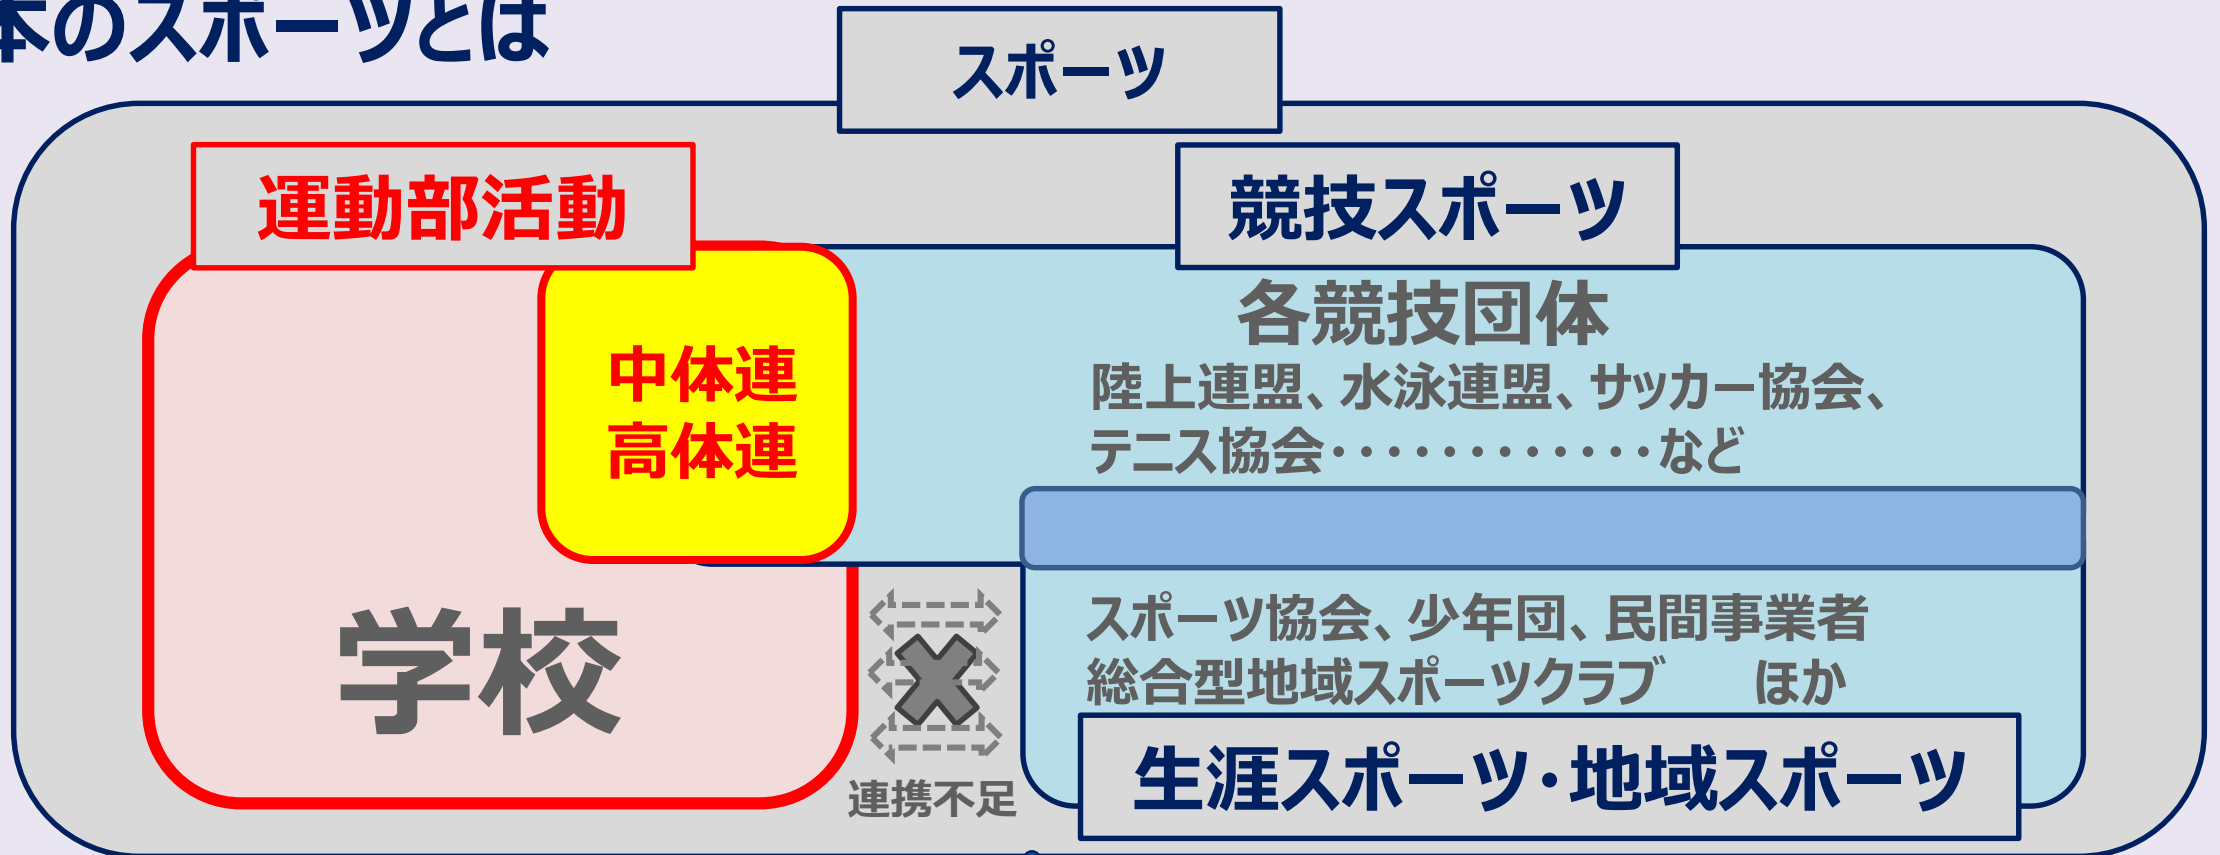 本のスポーツとは
スポーツ
運動部活動
競技スポーツ
各競技団体
陸上連盟、水泳連盟、サッカー協会、
テニス協会・・・・・・・・・・・・など
中体連
高体連
学校
連携不足
スポーツ協会、少年団、民間事業者
総合型地域スポーツクラブ　ほか
生涯スポーツ・地域スポーツ